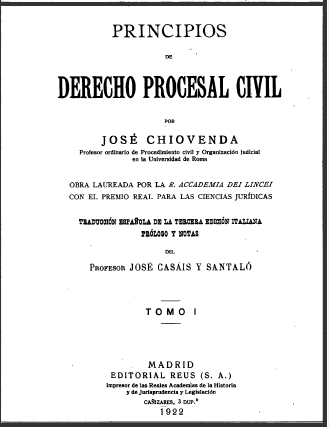 PRINCIPIOS
DE
DERECHO PROCESAL CIVIL
POR
JOSÉ CHIOVENDA
Profesor ordinario de Procedimiento civil y Organización judicial
en la Universidad de Roma
OBRA LAUREADA POR LA R. ACCADEMIA DEI LINCEI
CON EL PREMIO REAL PARA LAS CIENCIAS JURÍDICAS
TRADUCCIÓN ESPAÑOLA DE LA TERCERA EDICIÓN ITALIANA
PRÓLOGO Y NOTAS
DEL
PROFESOR JOSÉ CASÁIS Y SANTALÓ
TOMO I
MADRID
EDITORIAL REUS (S. A.)
Impresor de las Reales Academias de la Historia
y de Jurisprudencia y Legislación
CAÑIZARES, 3 DUP.º
1922